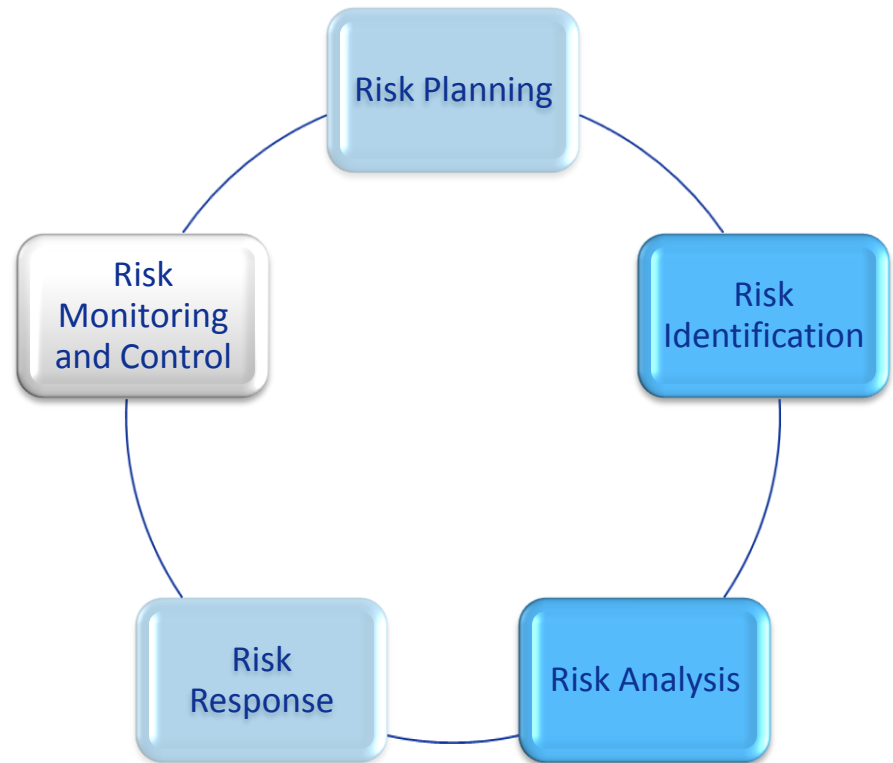 Risk Planning
Risk
Identification
Risk Analysis
Risk
Response
Risk
Monitoring
and Control